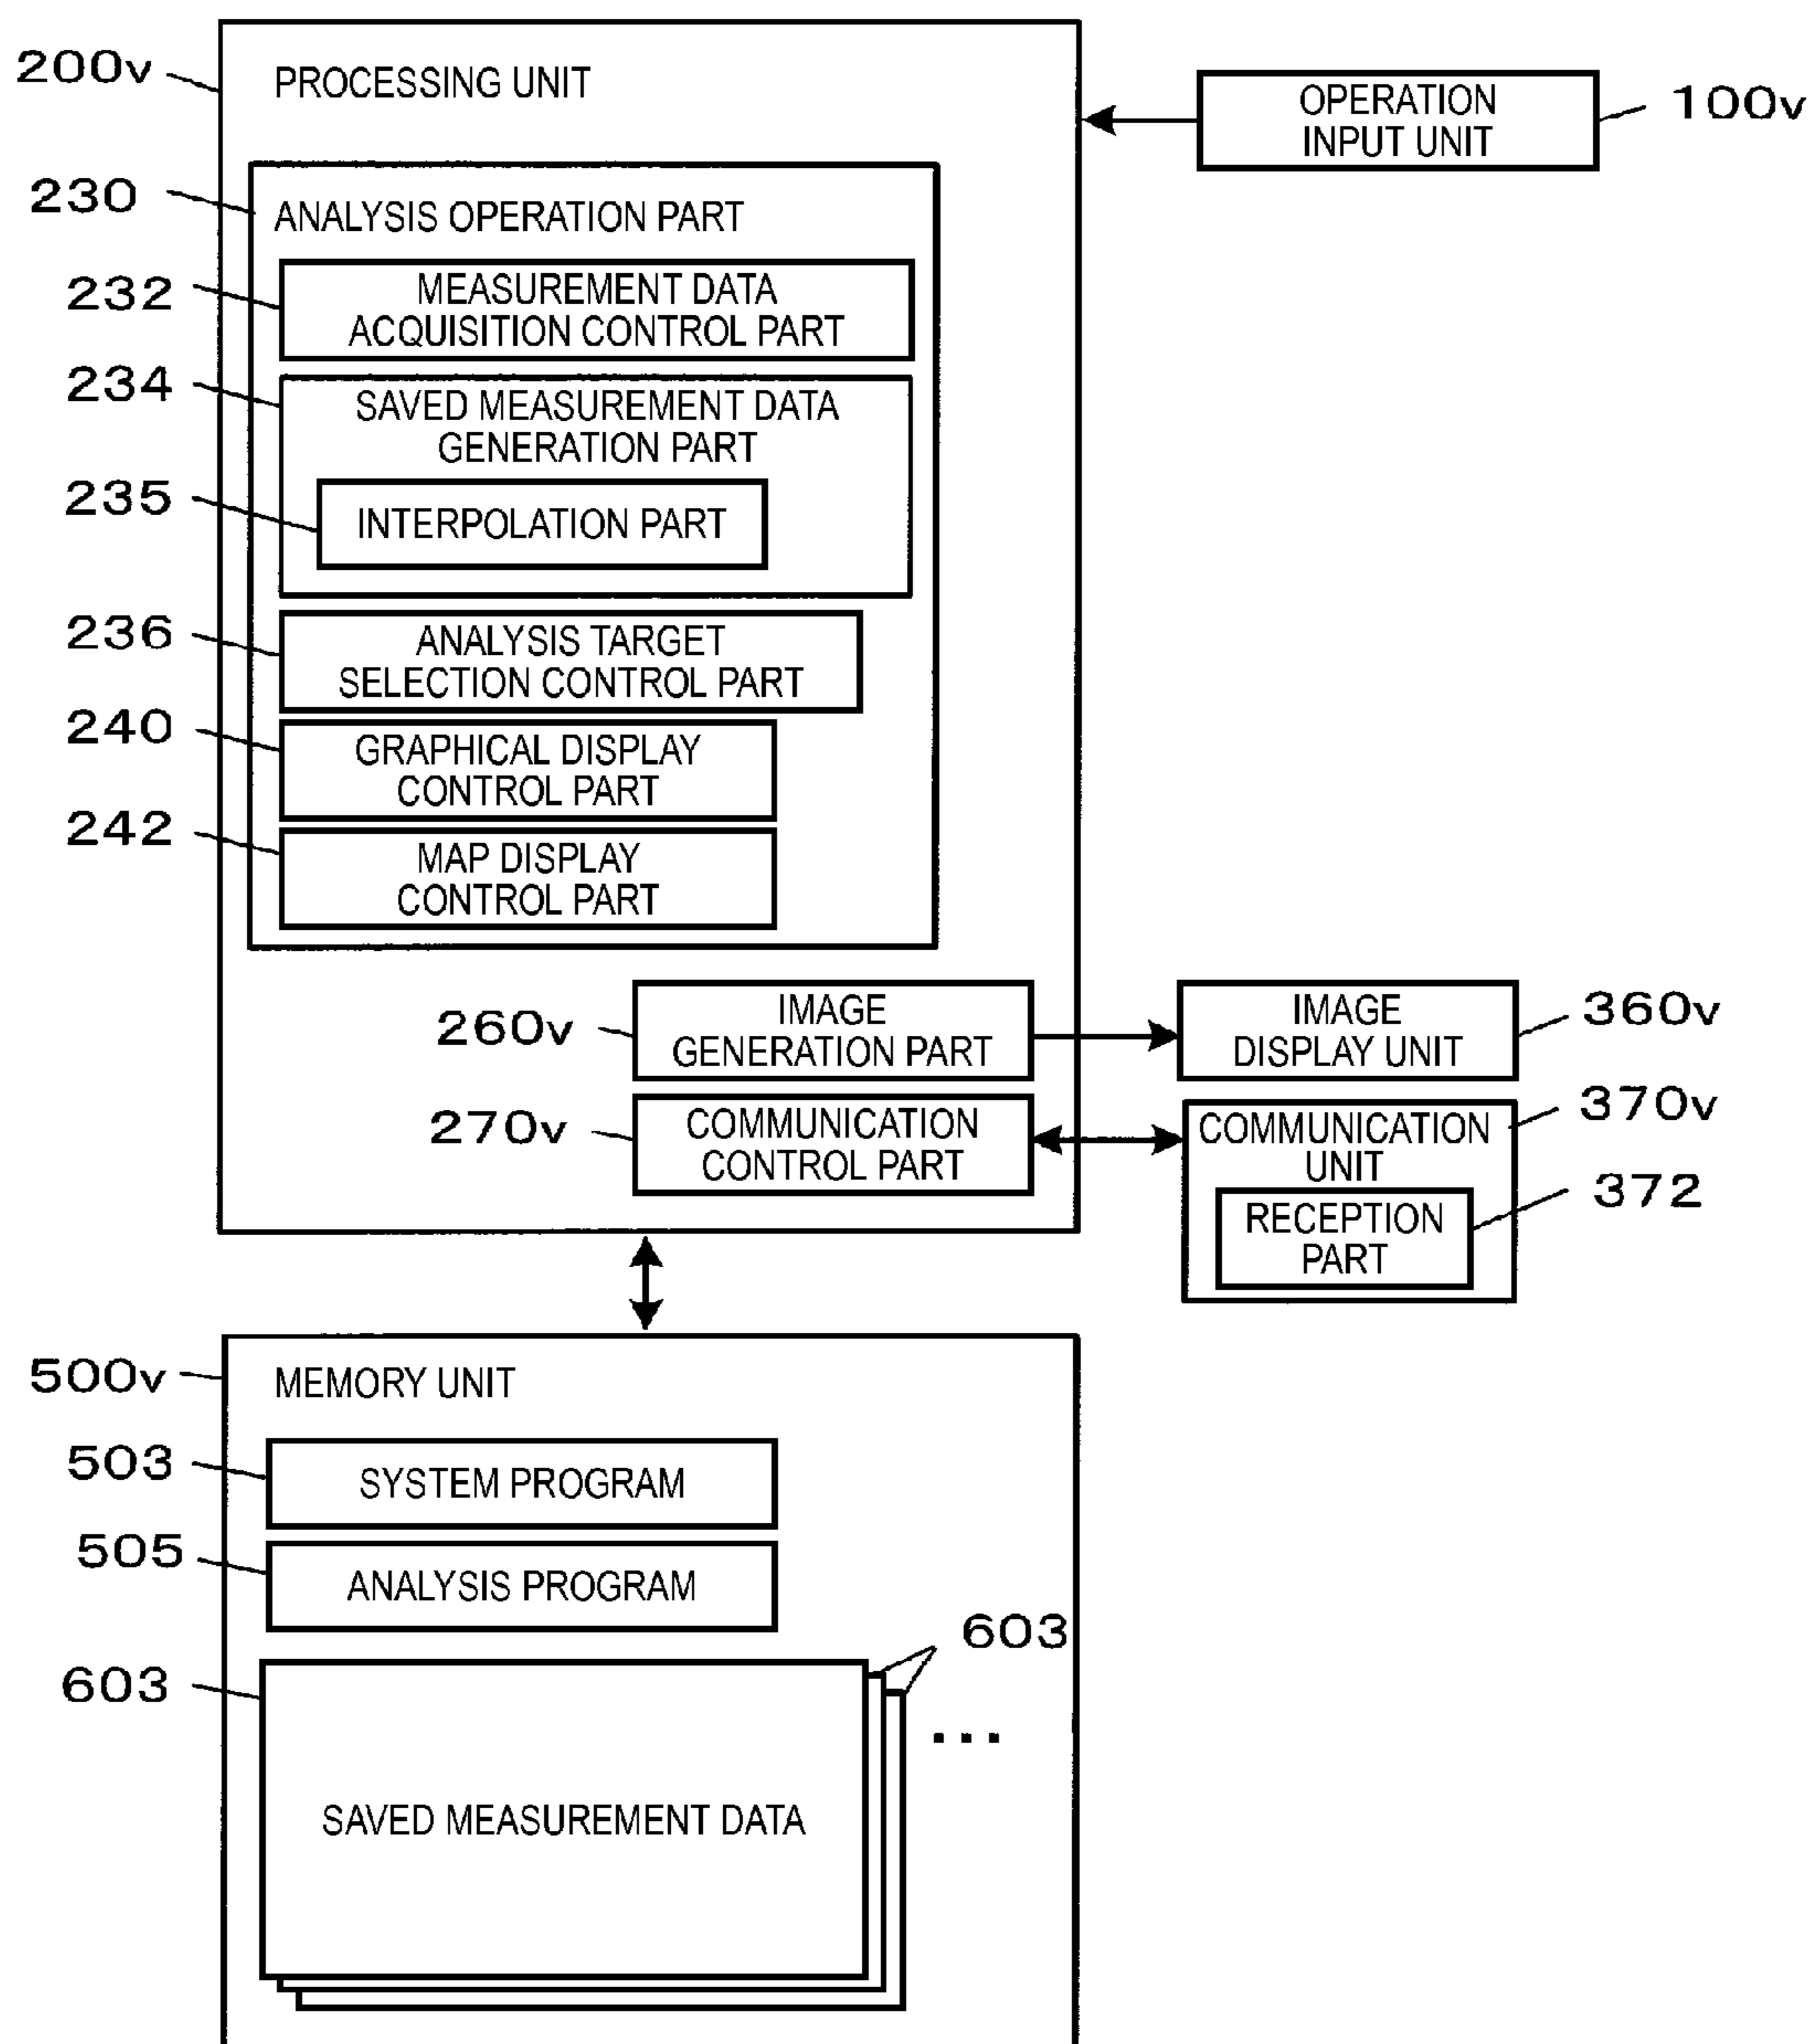 200v
PROCESSING UNIT
OPERATION
INPUT UNIT
100v
230
ANALYSIS OPERATION PART
232
MEASUREMENT DATA
ACQUISITION CONTROL PART
234
SAVED MEASUREMENT DATA
GENERATION PART
235
INTERPOLATION PART
236
ANALYSIS TARGET
SELECTION CONTROL PART
240
GRAPHICAL DISPLAY
CONTROL PART
242
MAP DISPLAY
CONTROL PART
260v
IMAGE
GENERATION PART
IMAGE
DISPLAY UNIT
360v
270v
COMMUNICATION
CONTROL PART
COMMUNICATION
UNIT
370v
RECEPTION
PART
372
500v
MEMORY UNIT
503
SYSTEM PROGRAM
505
ANALYSIS PROGRAM
603
603
SAVED MEASUREMENT DATA
...